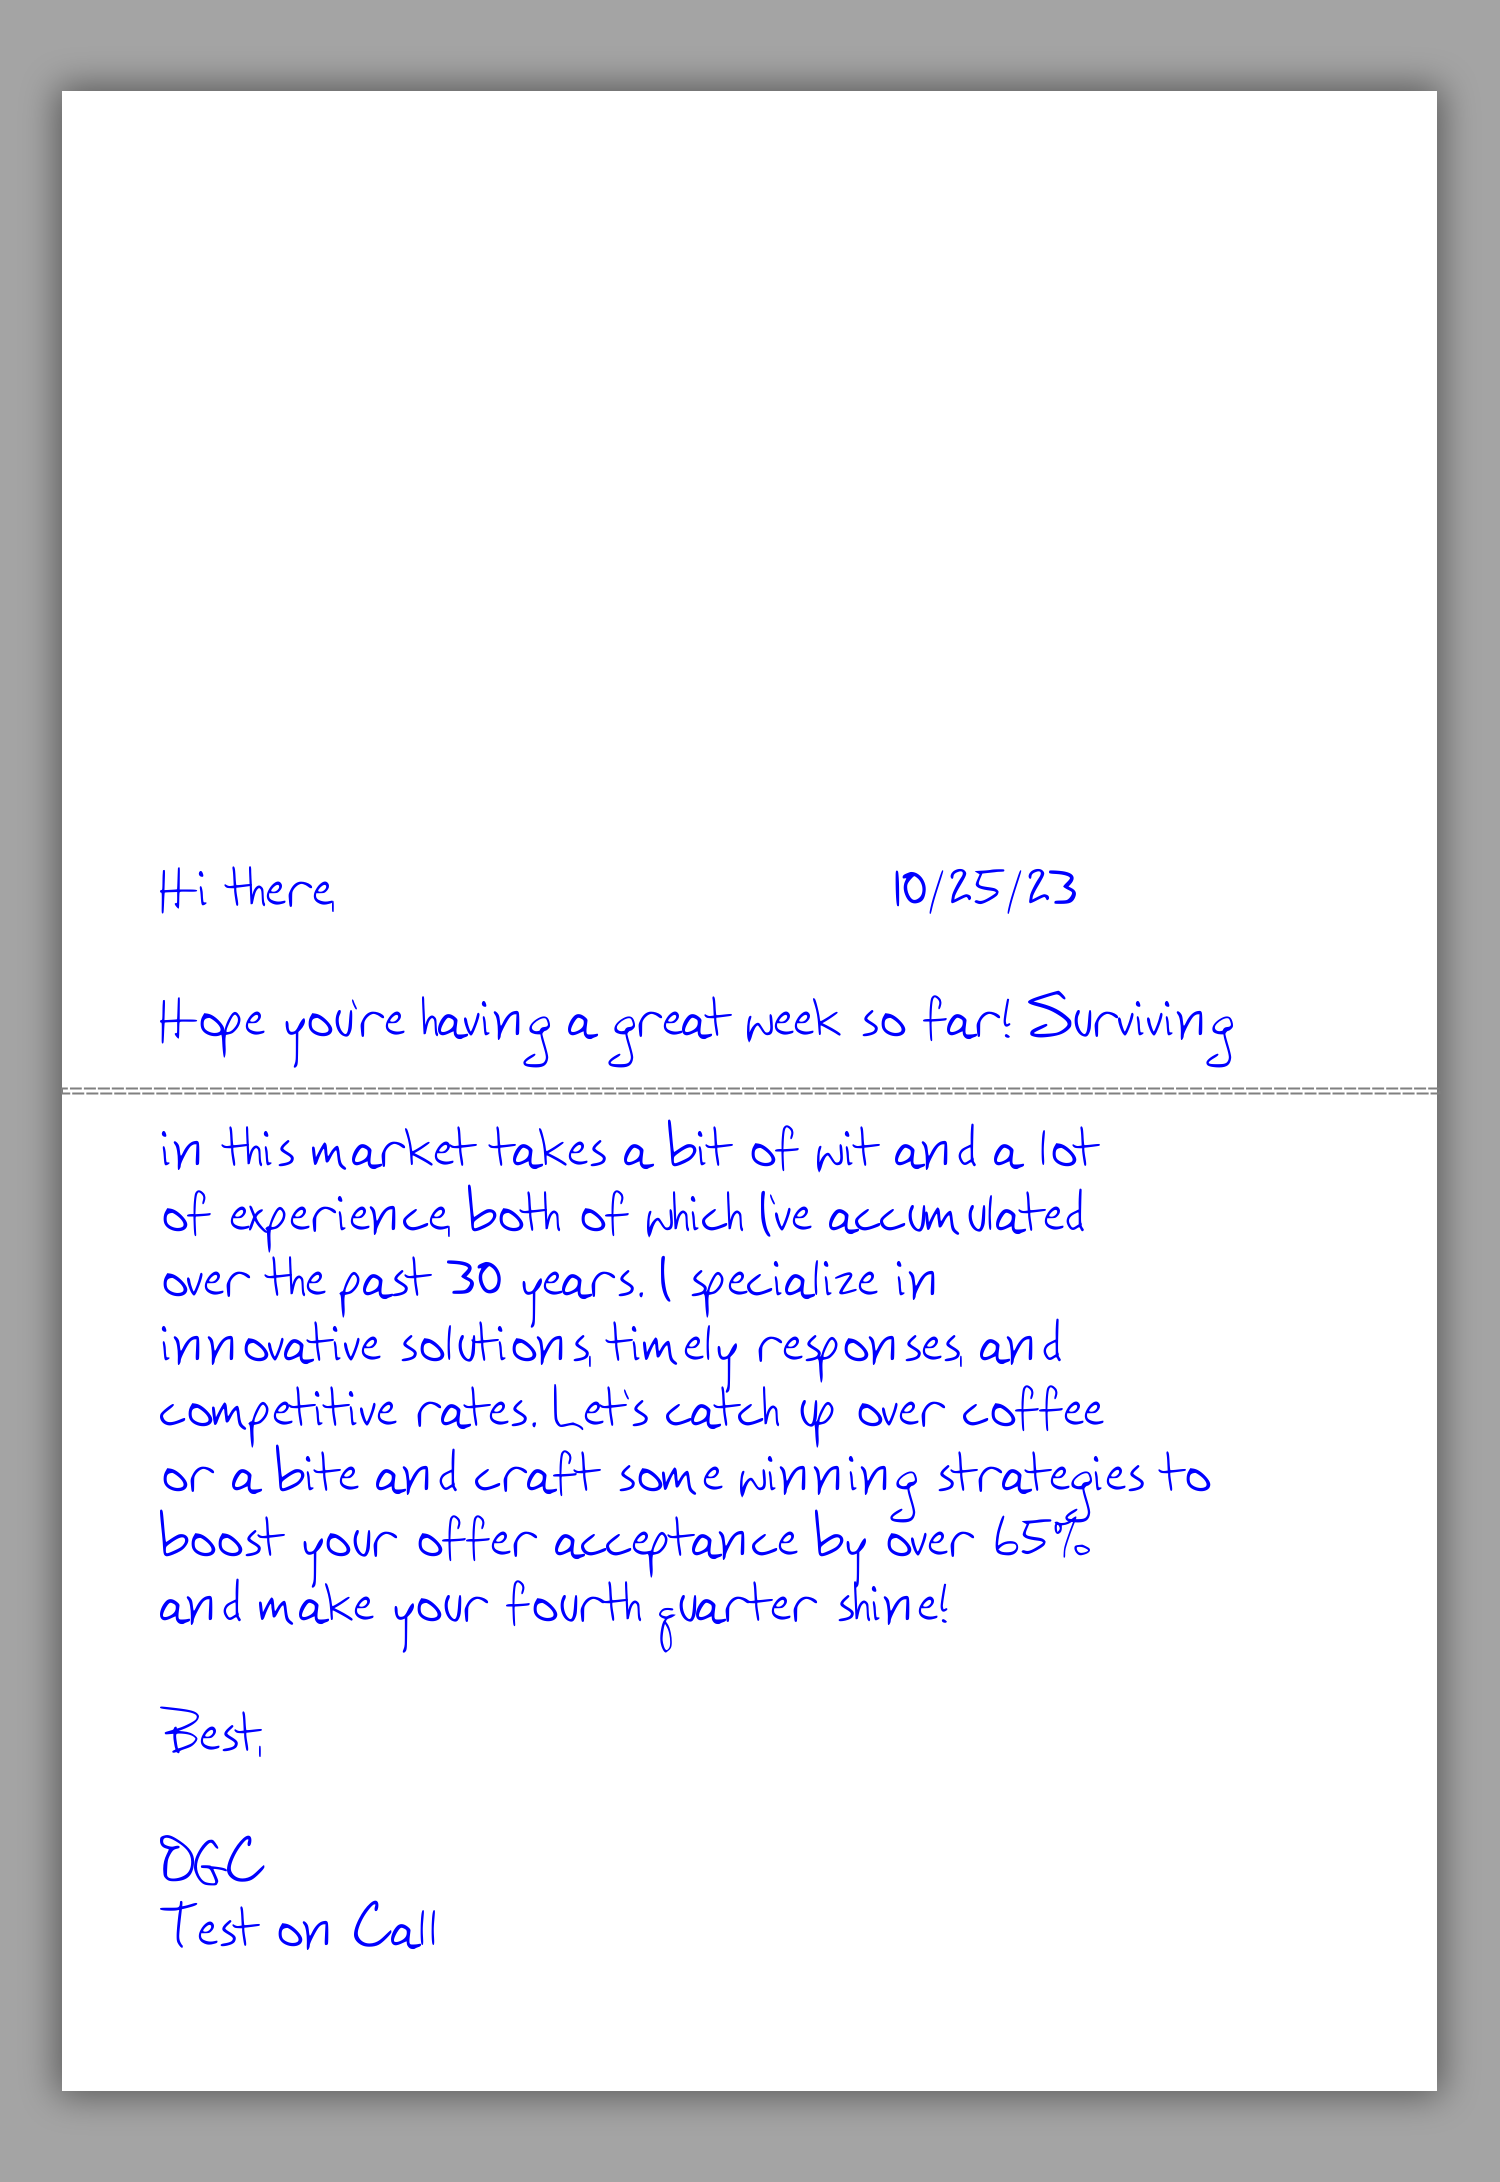 Hi there, 10/25/23
Hope you're having a great week so far! Surviving
in this market takes a bit of wit and a lot
of experience, both of which I've accumulated
over the past 30 years. I specialize in
innovative solutions, timely responses, and
competitive rates. Let's catch up over coffee
or a bite and craft some winning strategies to
boost your offer acceptance by over 65%
and make your fourth quarter shine!
Best,
OGC
Test on Call